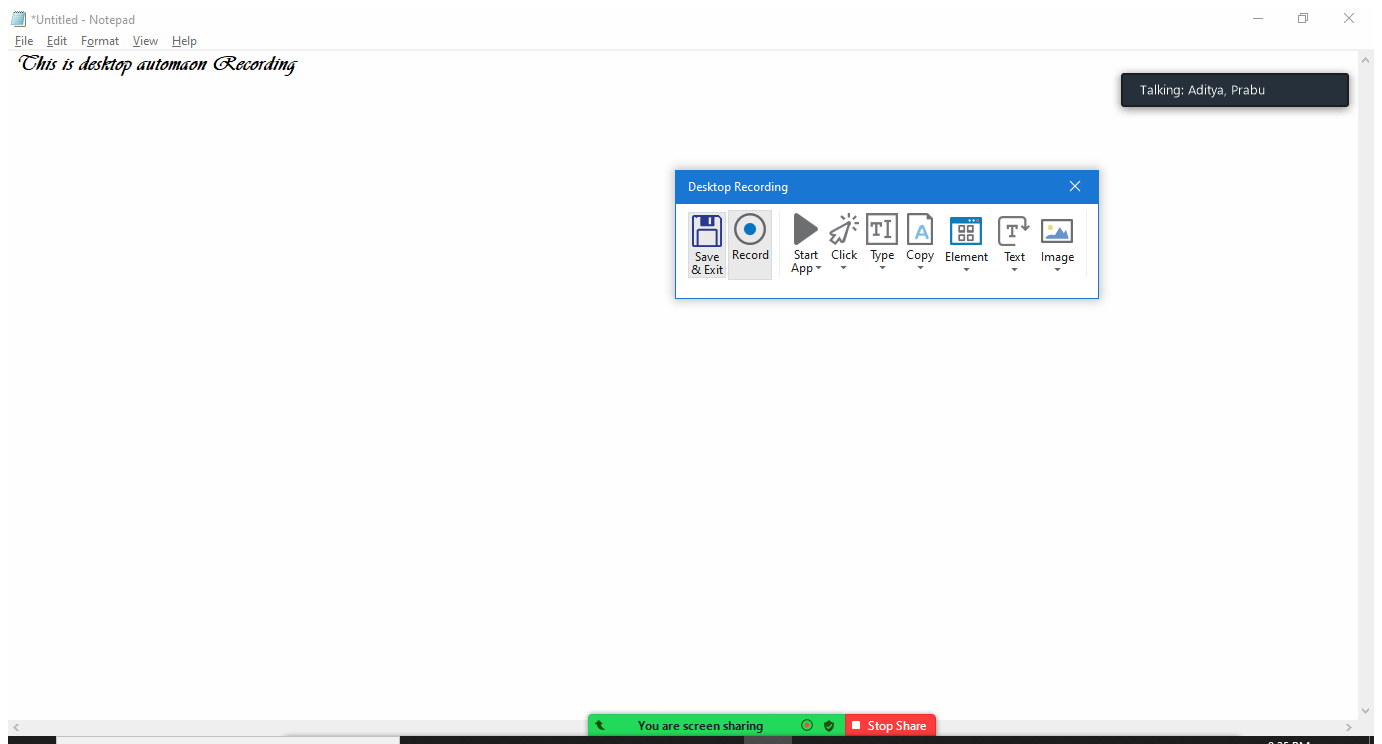 *Untitled - Notepad
File Edit Format View Help
This is desktop automaon Recording
Talking: Aditya, Prabu
Desktop Recording
Save & Exit
Record
Start App
Click
Type
Copy
Element
Text
Image
You are screen sharing
Stop Share